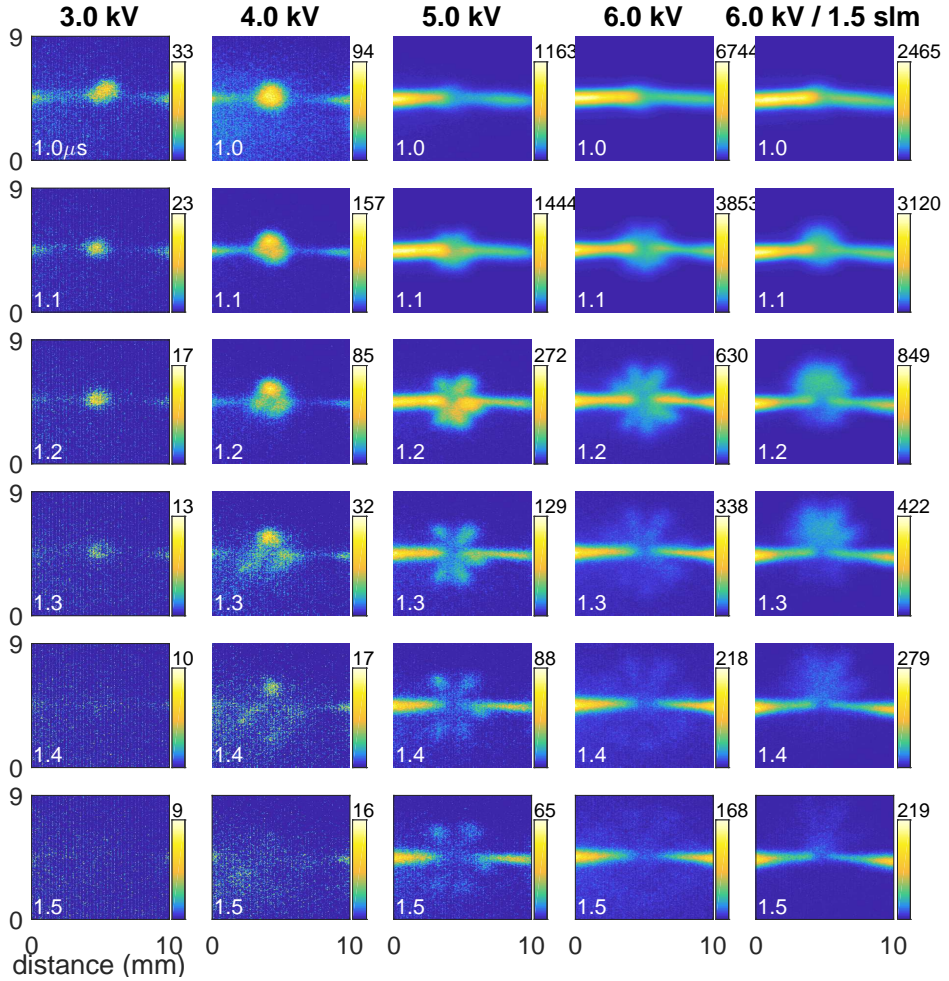 3.0 kV 4.0 kV 5.0 kV 6.0 kV 6.0 kV / 1.5 slm
9 33 94 1163 6744 2465
0 1.0μs 1.0 1.0 1.0 1.0
9 23 157 1444 3853 3120
0 1.1 1.1 1.1 1.1 1.1
9 17 85 272 630 849
0 1.2 1.2 1.2 1.2 1.2
9 13 32 129 338 422
0 1.3 1.3 1.3 1.3 1.3
9 10 17 88 218 279
0 1.4 1.4 1.4 1.4 1.4
9 9 16 65 168 219
0 1.5 1.5 1.5 1.5 1.5
0 10 0 10 0 10 0 10 0 10
distance (mm)